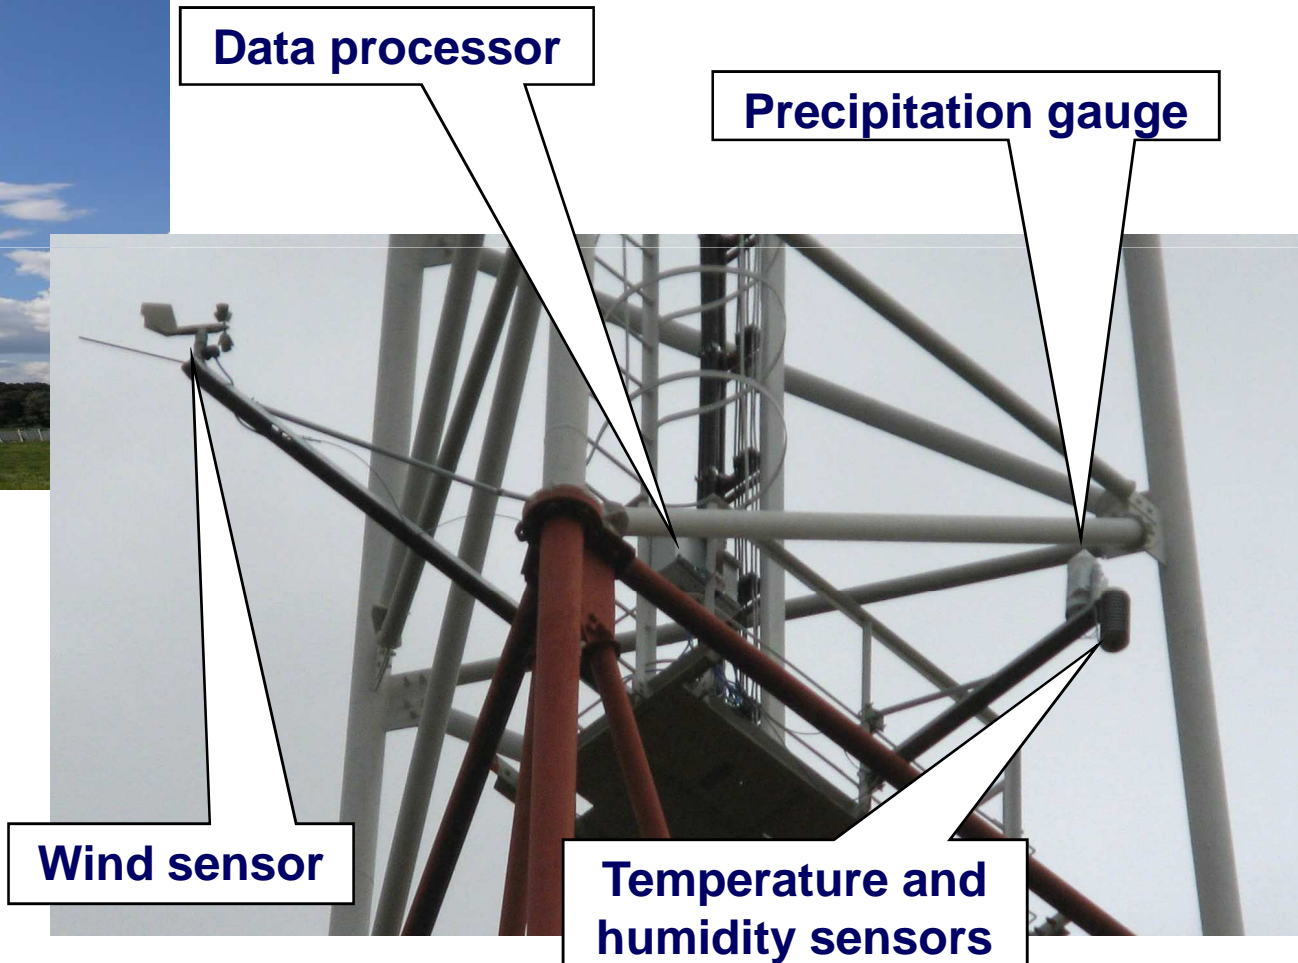 Data processor
Precipitation gauge
Wind sensor
Temperature and
humidity sensors